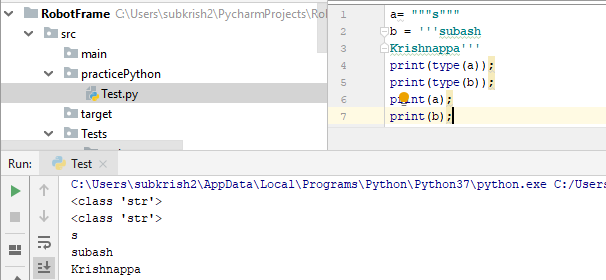 RobotFrame C:\Users\subkrish2\PycharmProjects\Ro
src
main
practicePython
Test.py
target
Tests
1 a= """s"""
2 b = '''subash
3 Krishnappa'''
4 print(type(a));
5 print(type(b));
6 print(a);
7 print(b);
Run: Test
C:\Users\subkrish2\AppData\Local\Programs\Python\Python37\python.exe C:/Users
<class 'str'>
<class 'str'>
s
subash
Krishnappa